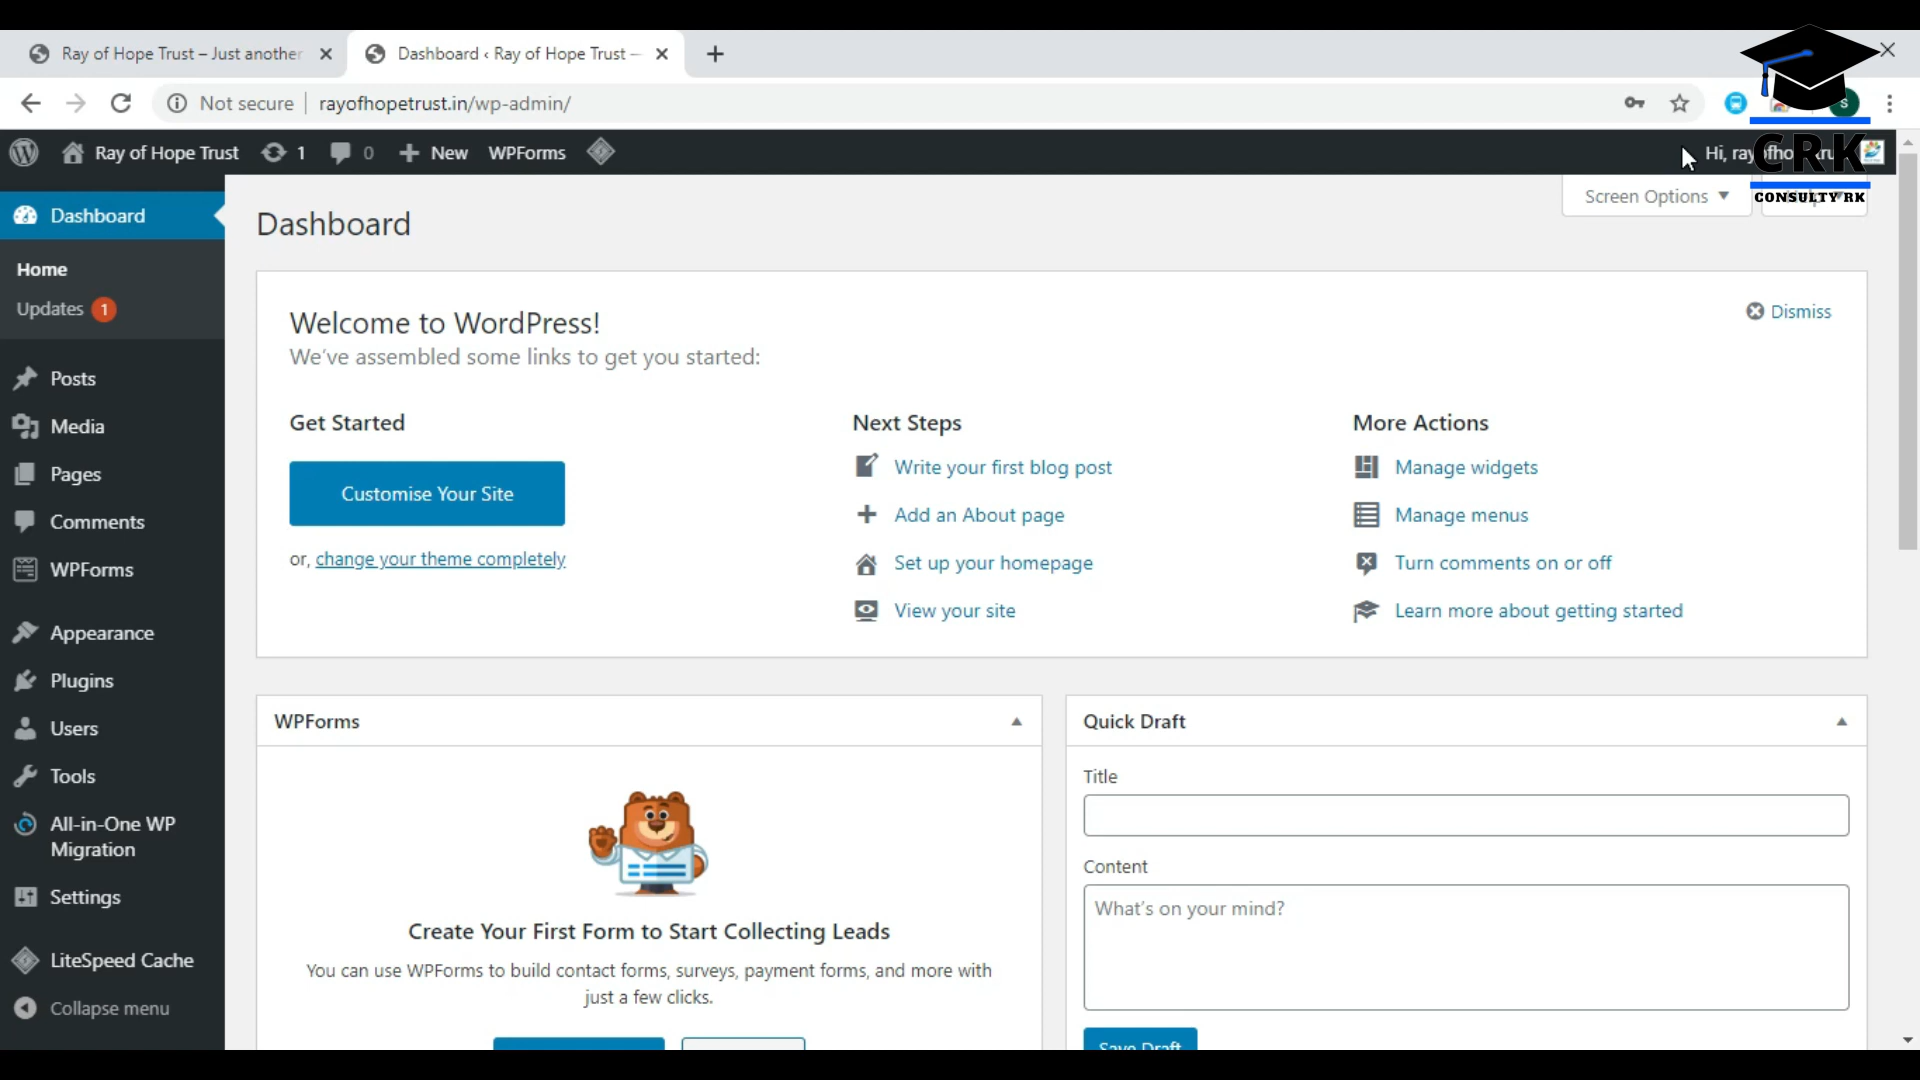 Ray of Hope Trust – Just another
Dashboard ‹ Ray of Hope Trust —
Not secure
rayofhopetrust.in/wp-admin/
S
Ray of Hope Trust
1
0
New
WPForms
Hi,
CRK
CONSULTY RK
Screen Options
Dashboard
Home
Updates 1
Posts
Media
Pages
Comments
WPForms
Appearance
Plugins
Users
Tools
All-in-One WP
Migration
Settings
LiteSpeed Cache
Collapse menu
Dashboard
Welcome to WordPress!
We've assembled some links to get you started:
Dismiss
Get Started
Customise Your Site
or, change your theme completely
Next Steps
Write your first blog post
Add an About page
Set up your homepage
View your site
More Actions
Manage widgets
Manage menus
Turn comments on or off
Learn more about getting started
WPForms
Create Your First Form to Start Collecting Leads
You can use WPForms to build contact forms, surveys, payment forms, and more with
just a few clicks.
Quick Draft
Title
Content
What's on your mind?
Save Draft